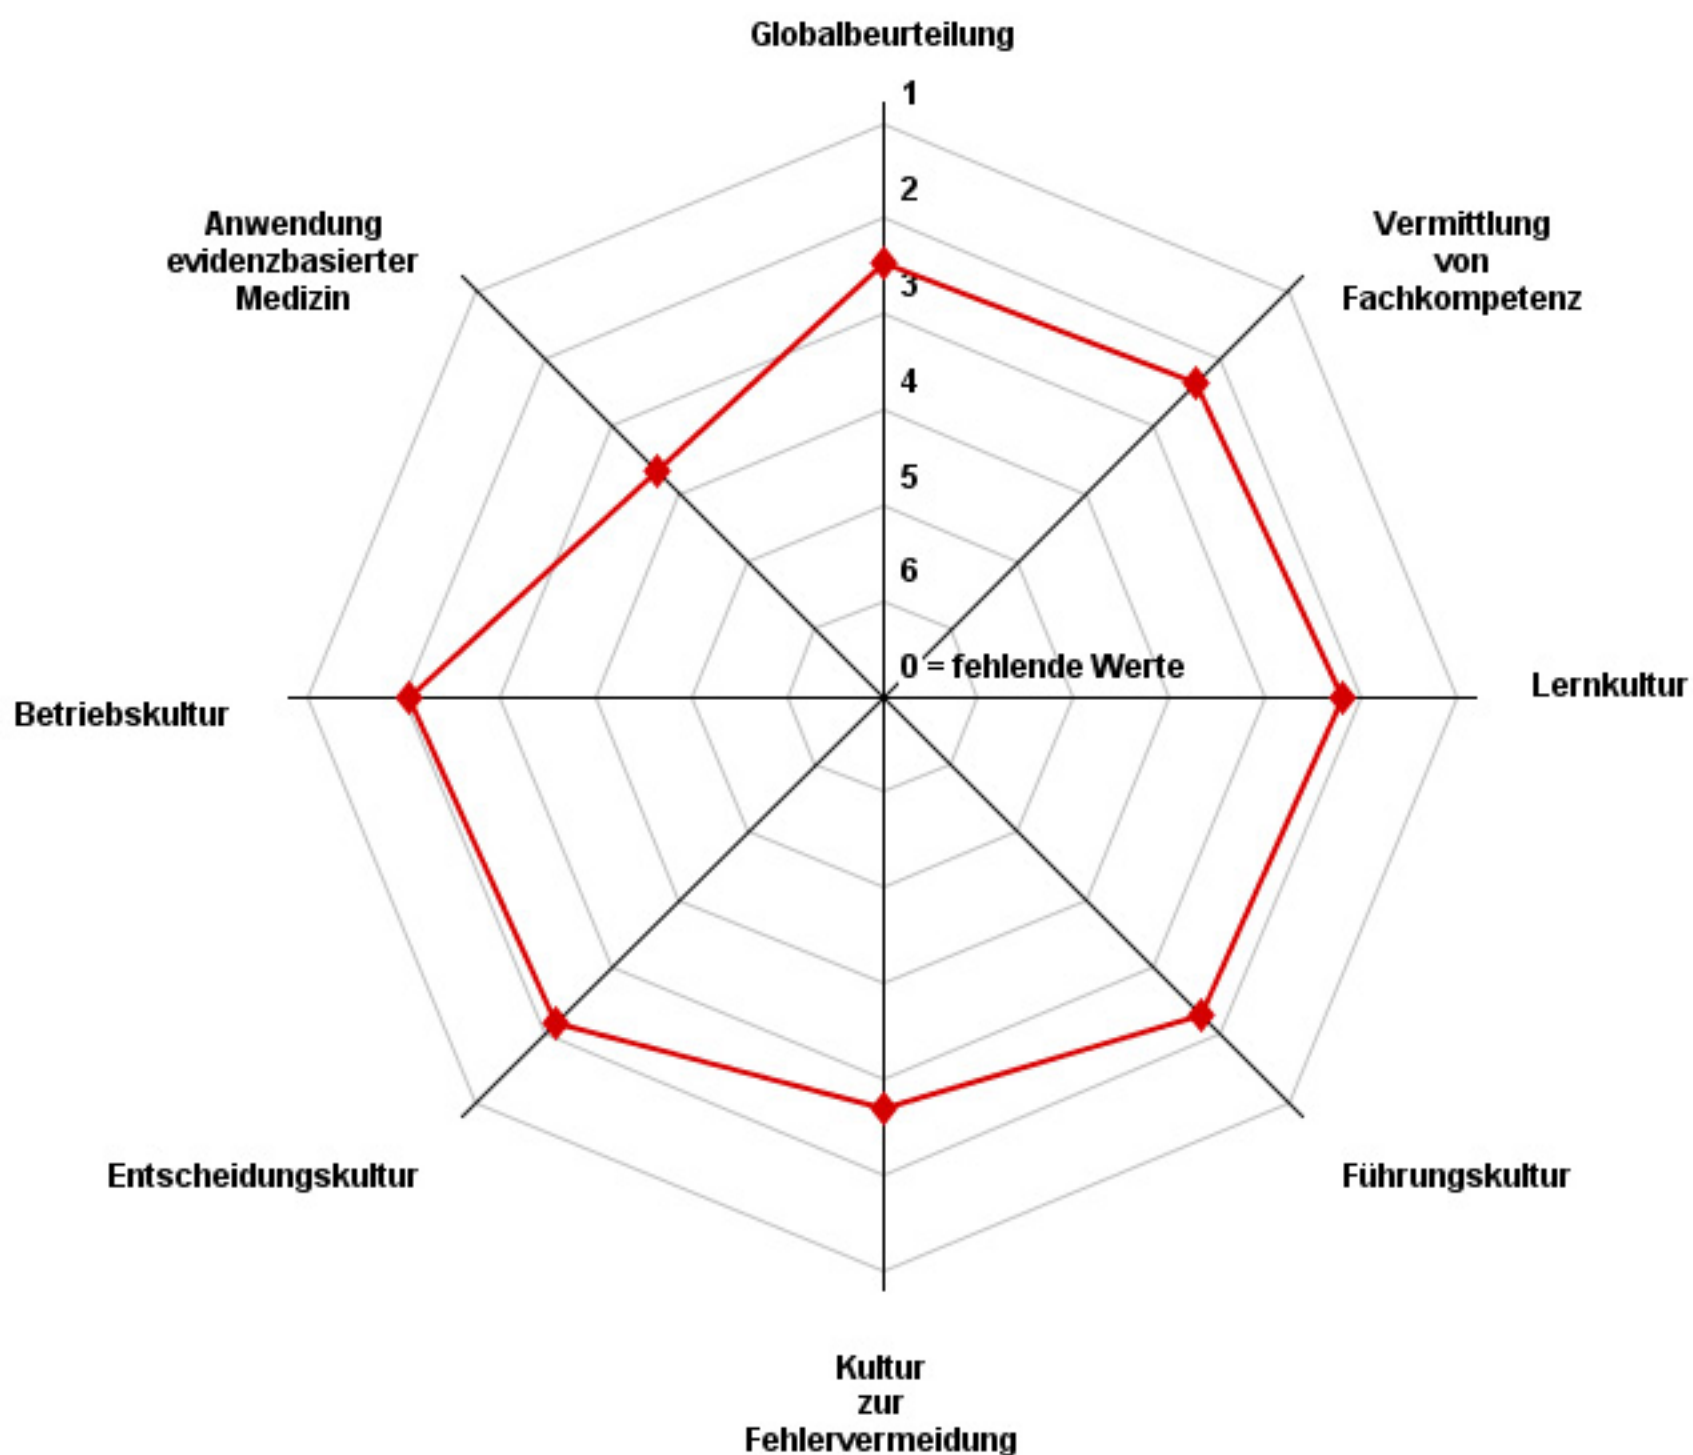 Globalbeurteilung
1
2
3
4
5
6
0 = fehlende Werte
Vermittlung
von
Fachkompetenz
Lernkultur
Führungskultur
Kultur
zur
Fehlervermeidung
Entscheidungskultur
Betriebskultur
Anwendung
evidenzbasierter
Medizin